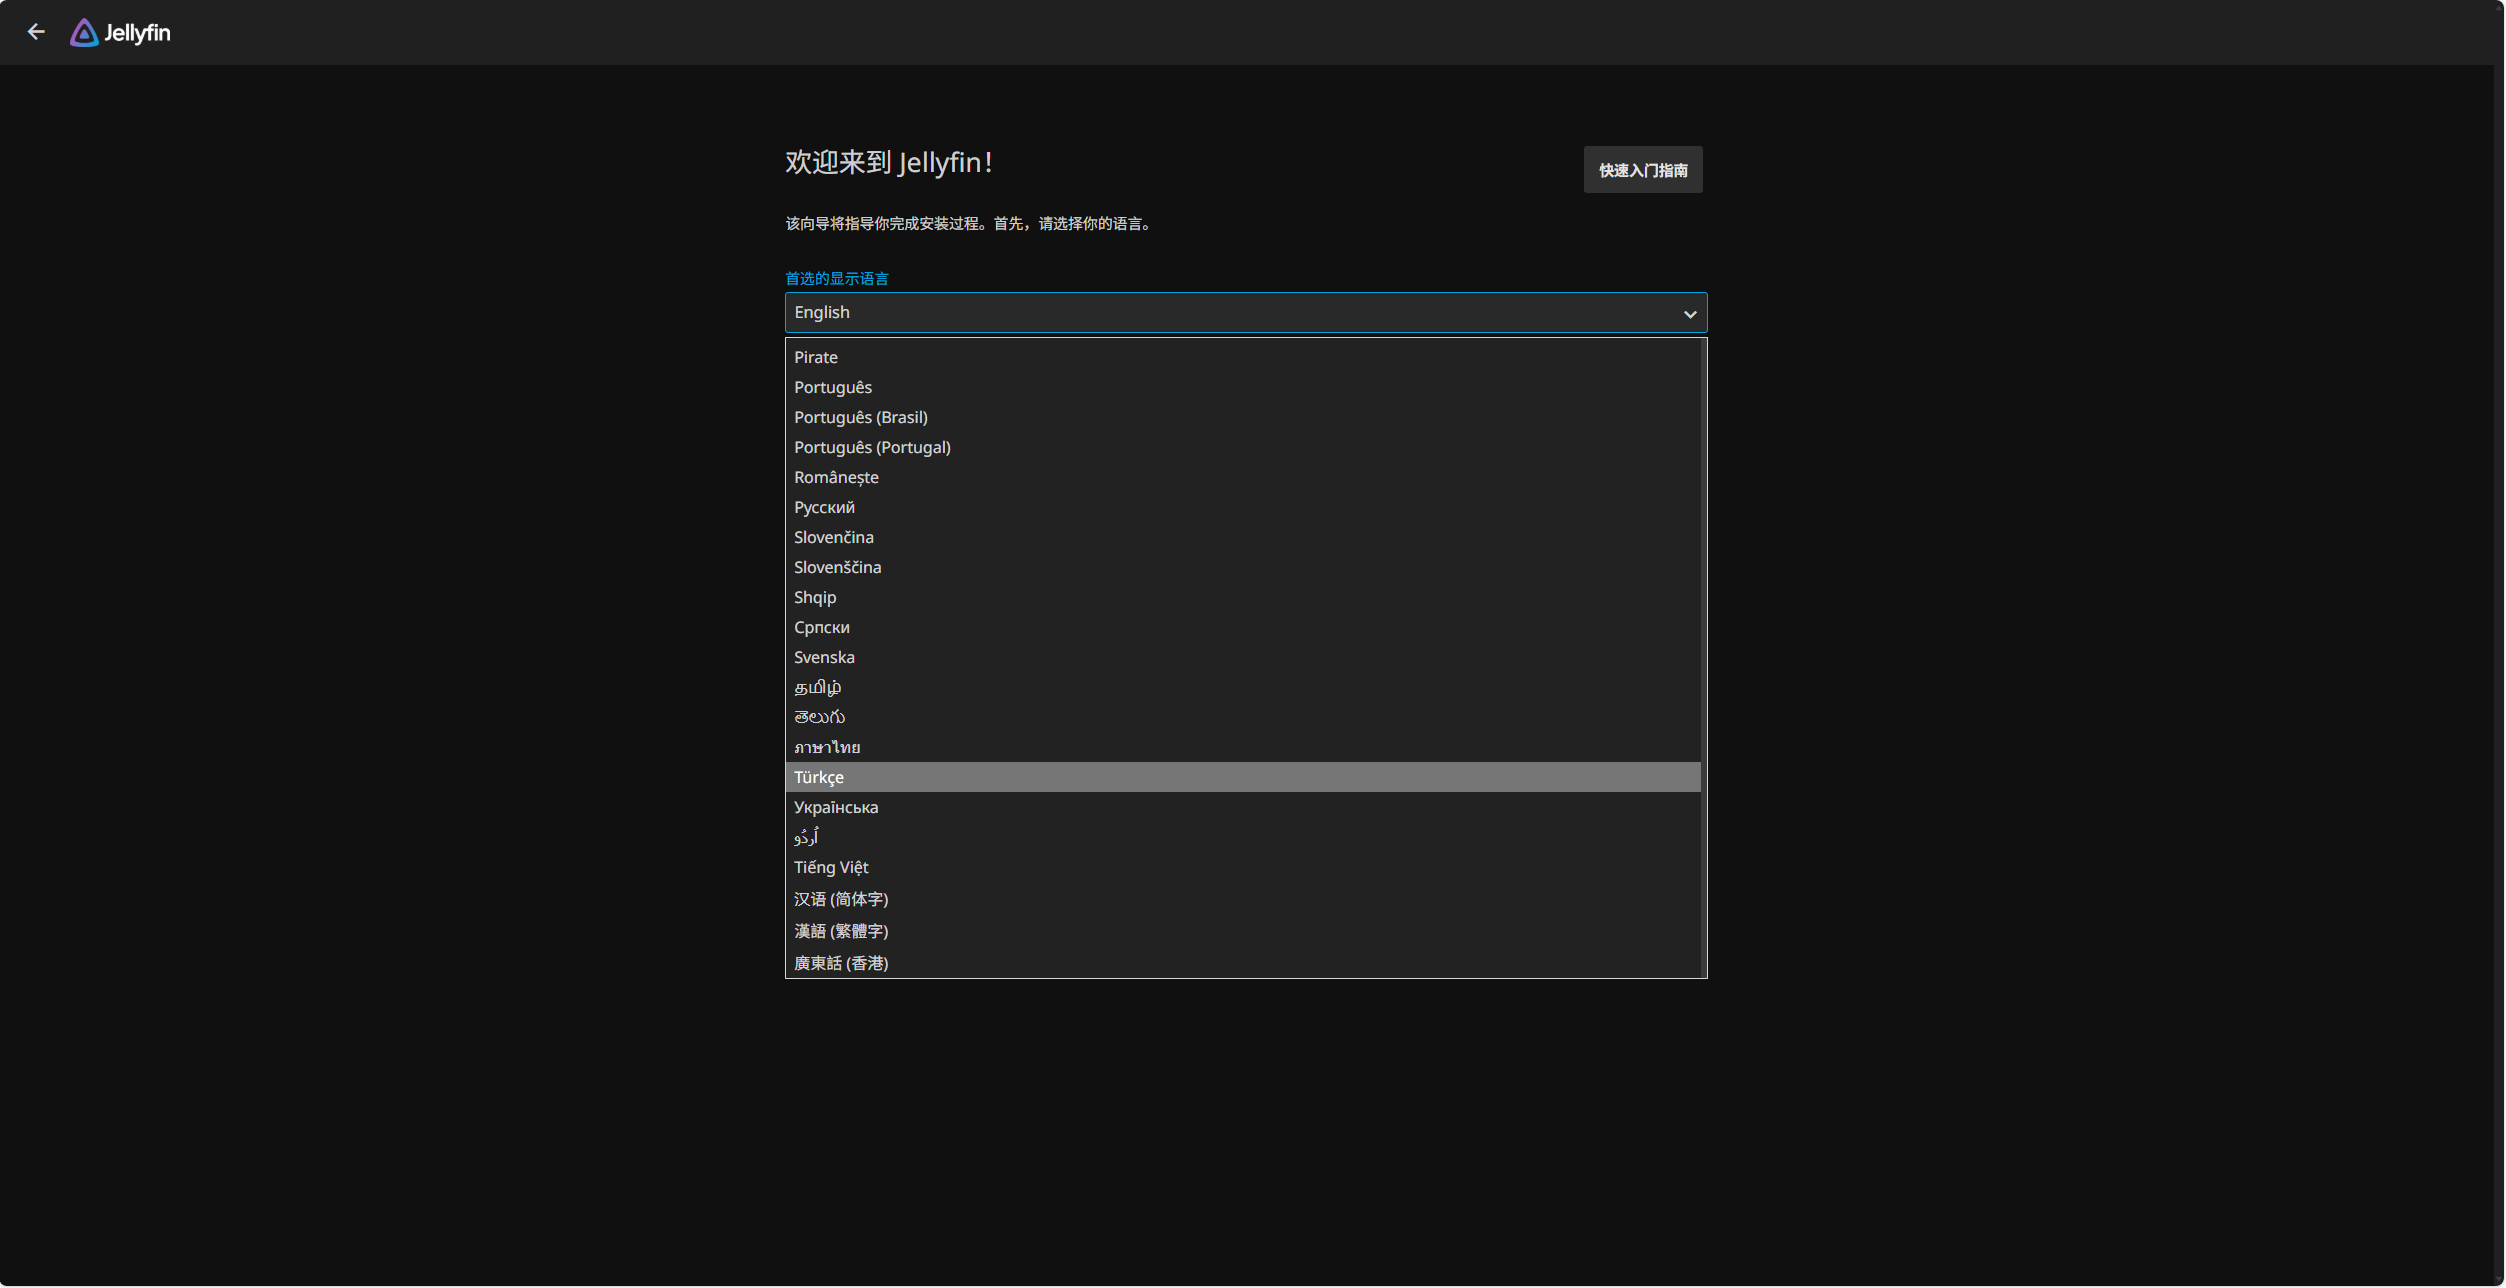 Jellyfin
欢迎来到 Jellyfin！
快速入门指南
该向导将指导你完成安装过程。首先，请选择你的语言。
首选的显示语言
English
Pirate
Português
Português (Brasil)
Português (Portugal)
Românește
Русский
Slovenčina
Slovenščina
Shqip
Српски
Svenska
தமிழ்
తెలుగు
ภาษาไทย
Türkçe
Українська
اُردُو
Tiếng Việt
汉语 (简体字)
漢語 (繁體字)
廣東話 (香港)